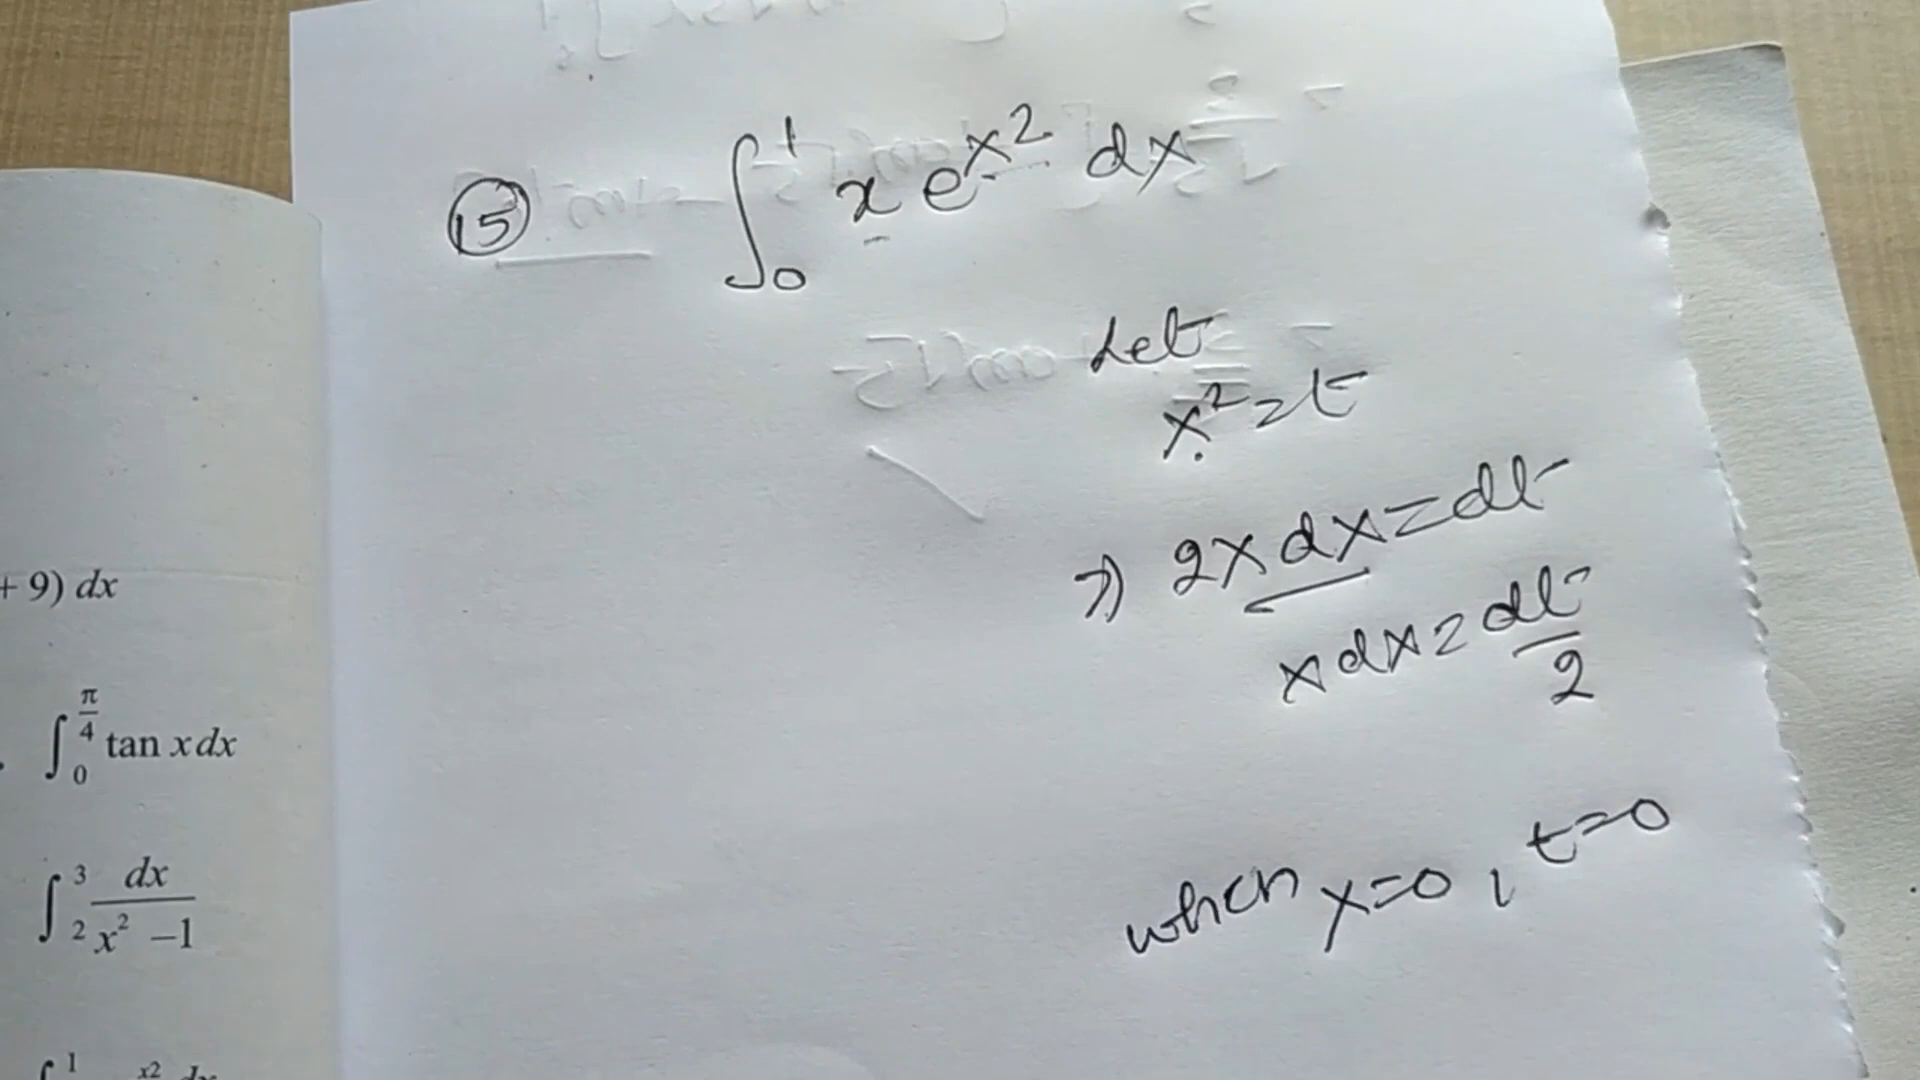 15 ∫₀¹ x e^{x^2} dx
Let
x² = t
⇒ 2x dx = dt
x dx = dt/2
when x=0, t=0
+ 9) dx
∫₀^{π/4} tan x dx
∫₂³ dx/(x² −1)